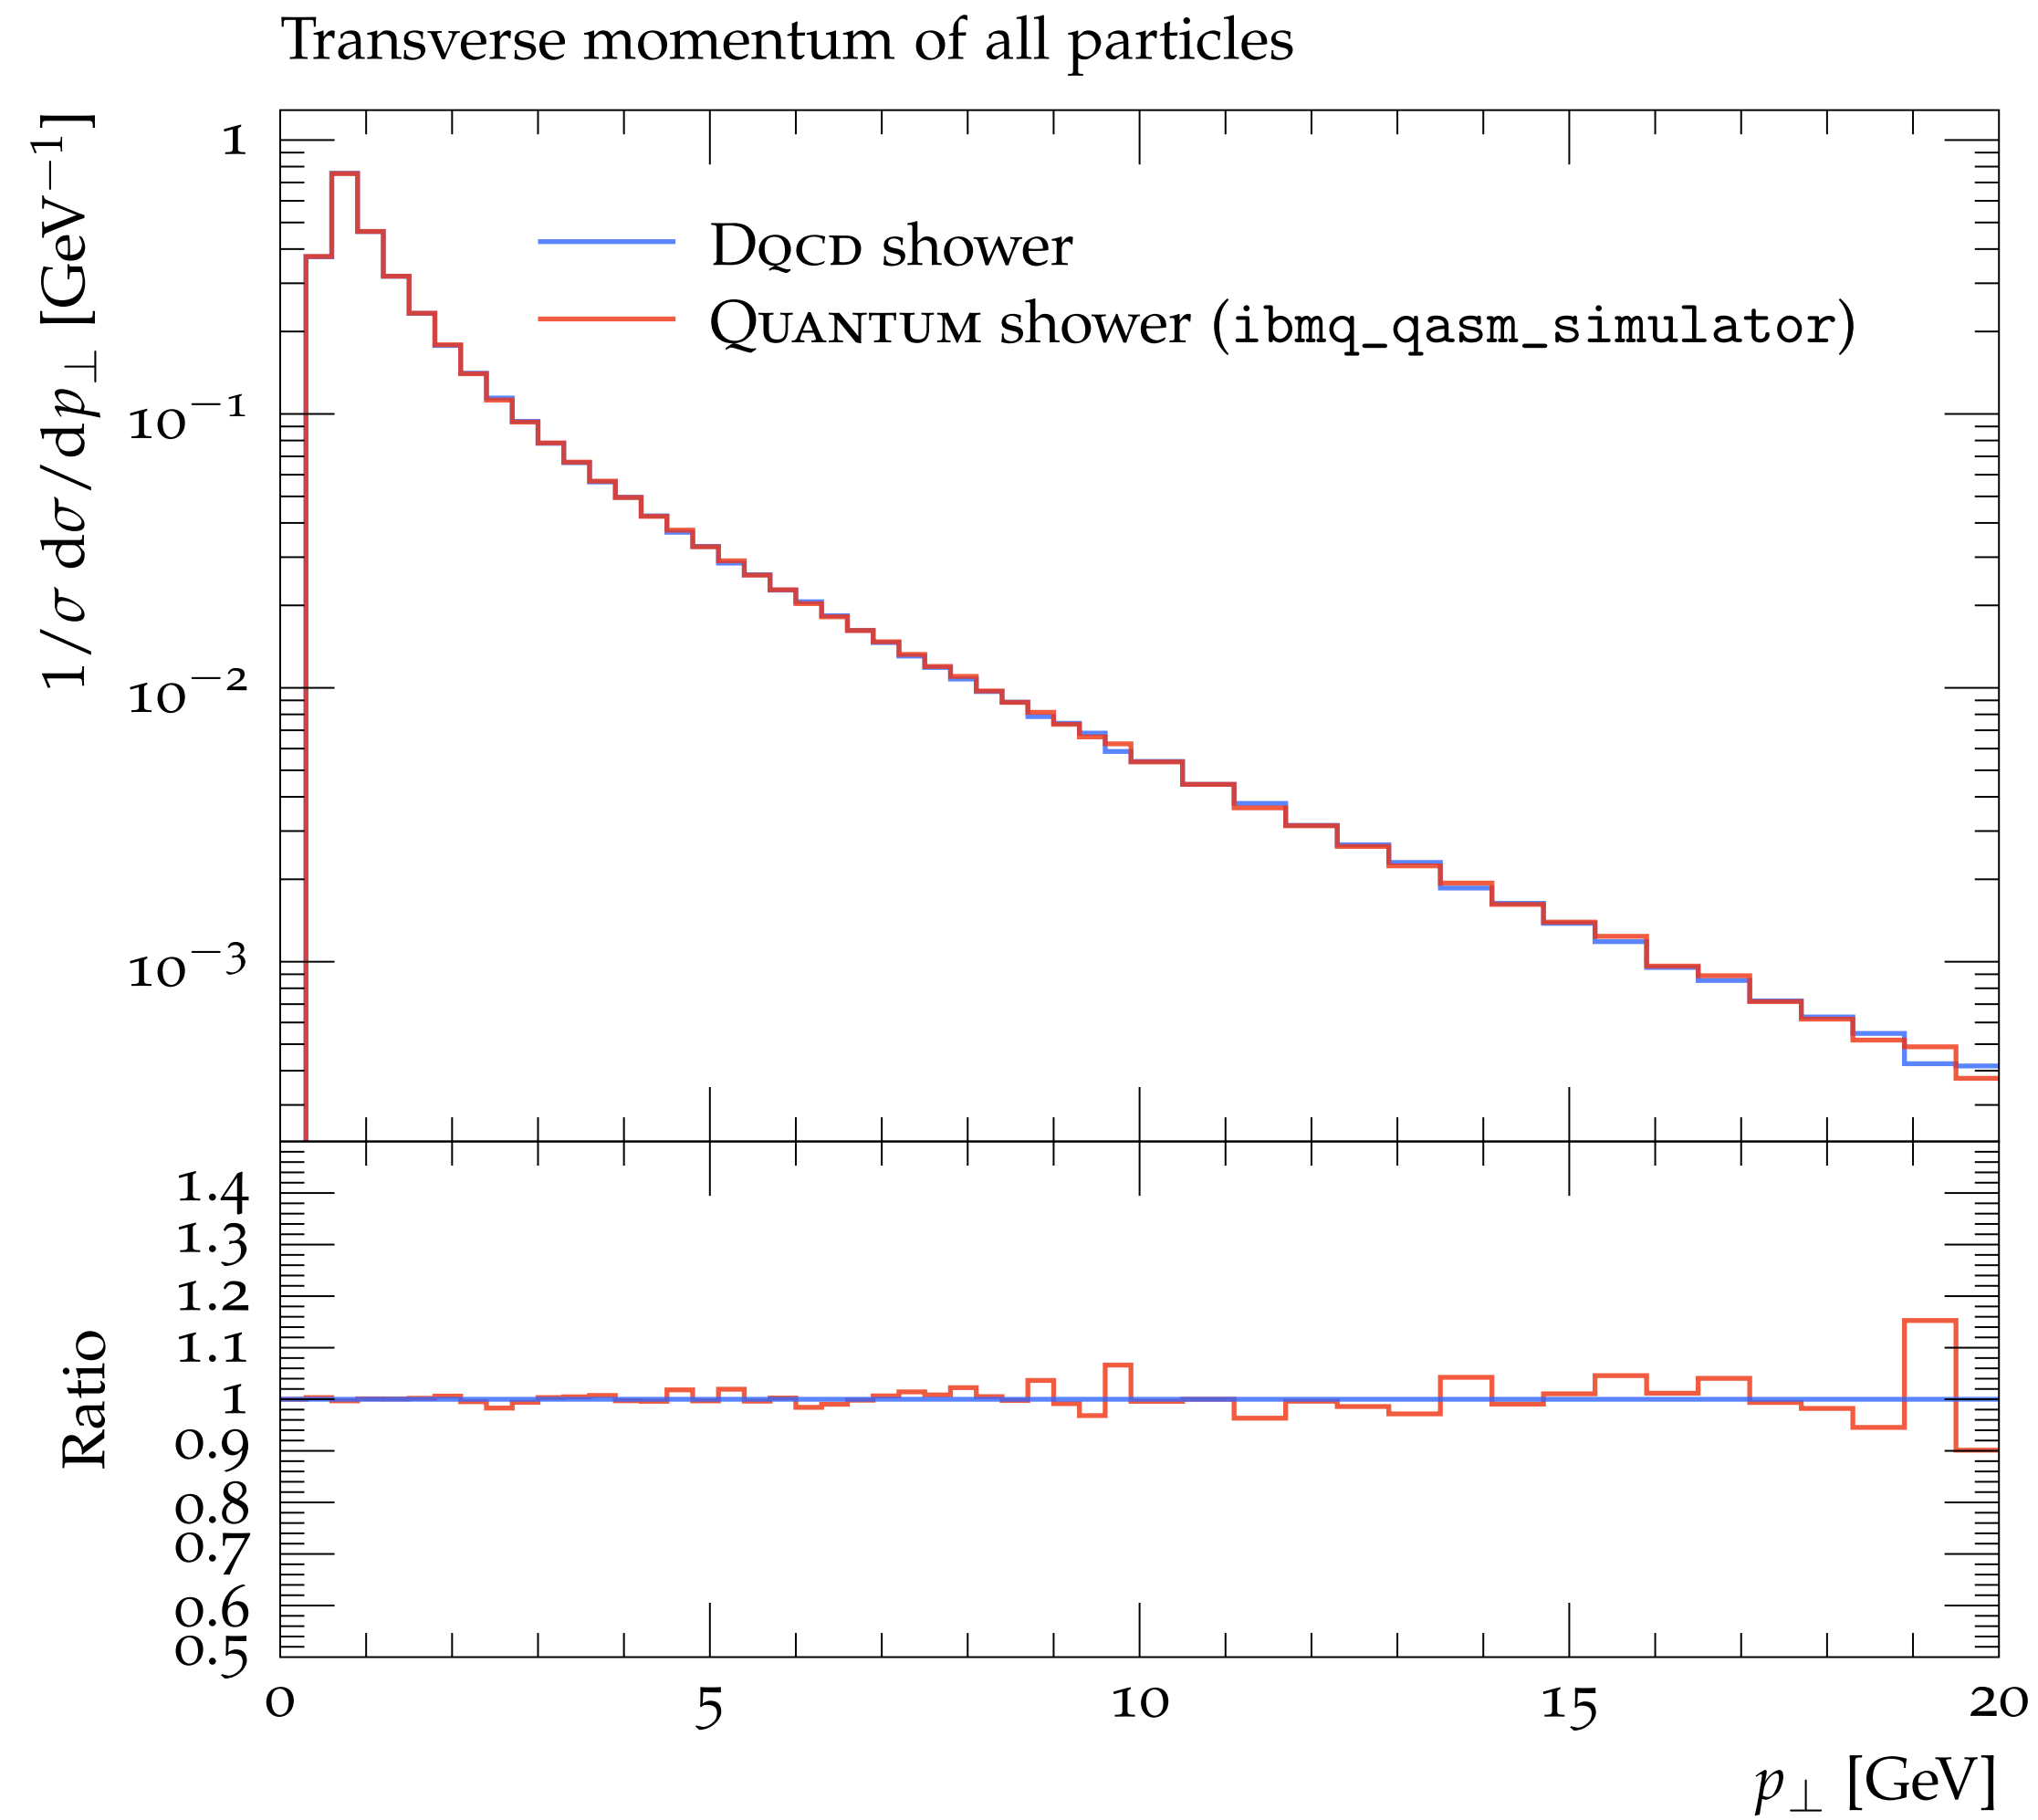 Transverse momentum of all particles
1/σ dσ/dp⊥ [GeV⁻¹]
1
10⁻¹
10⁻²
10⁻³
DQCD shower
QUANTUM shower (ibmq_qasm_simulator)
Ratio
1.4
1.3
1.2
1.1
1
0.9
0.8
0.7
0.6
0.5
0 5 10 15 20
p⊥ [GeV]